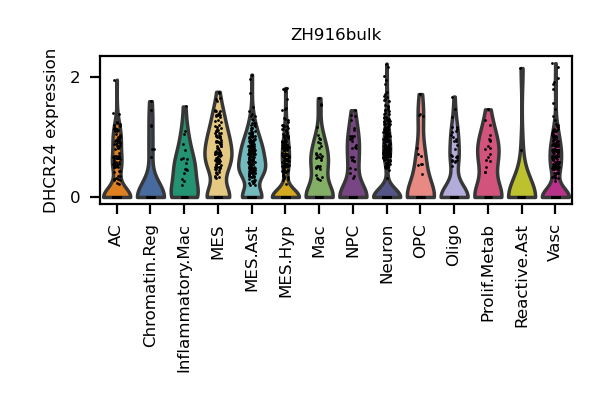 ZH916bulk
DHCR24 expression
2
0
AC
Chromatin.Reg
Inflammatory.Mac
MES
MES.Ast
MES.Hyp
Mac
NPC
Neuron
OPC
Oligo
Prolif.Metab
Reactive.Ast
Vasc